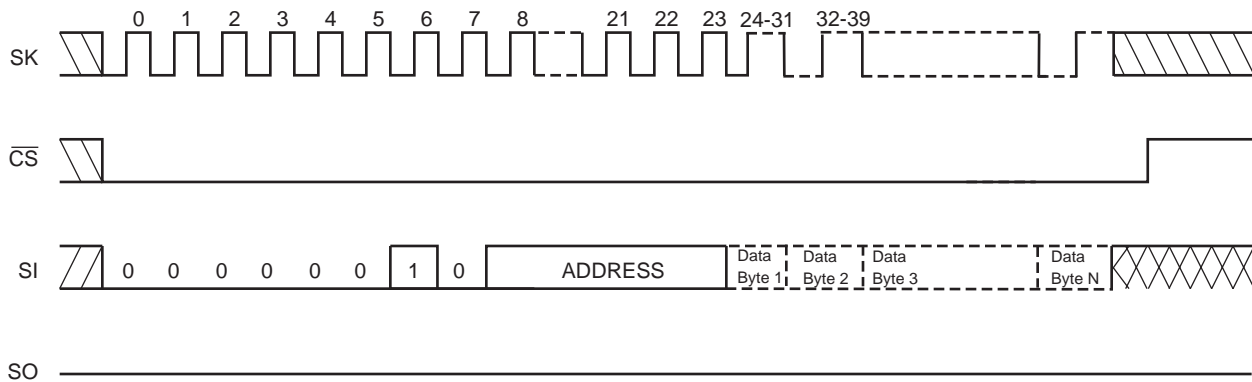 0 1 2 3 4 5 6 7 8 21 22 23 24-31 32-39
SK
CS
SI 0 0 0 0 0 0 1 0 ADDRESS Data Byte 1 Data Byte 2 Data Byte 3 Data Byte N
SO